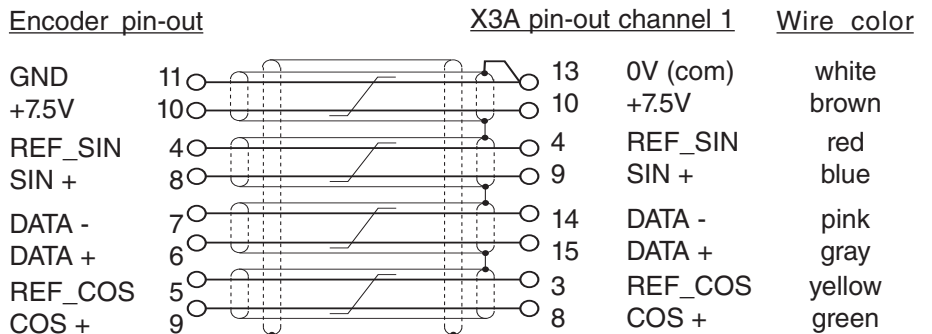 Encoder pin-out X3A pin-out channel 1 Wire color
GND 11 13 0V (com) white
+7.5V 10 10 +7.5V brown
REF_SIN 4 4 REF_SIN red
SIN + 8 9 SIN + blue
DATA - 7 14 DATA - pink
DATA + 6 15 DATA + gray
REF_COS 5 3 REF_COS yellow
COS + 9 8 COS + green